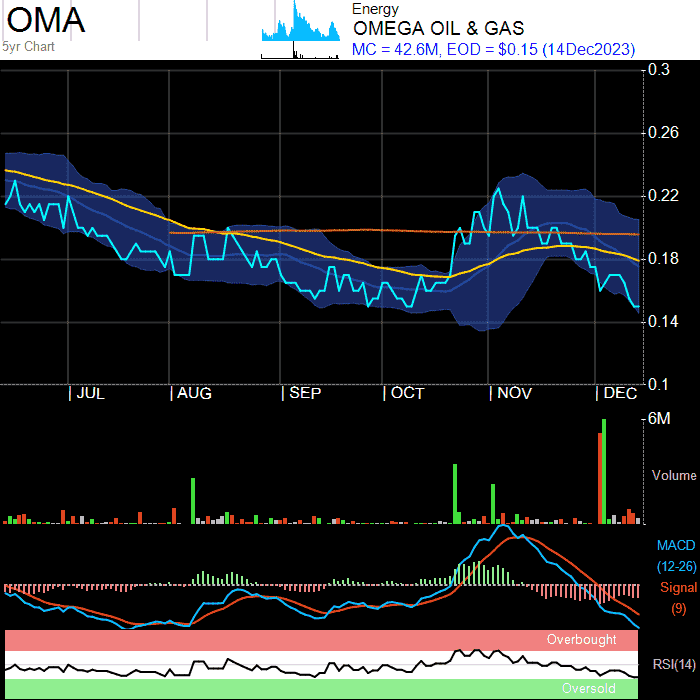 OMA
5yr Chart
Energy
OMEGA OIL & GAS
MC = 42.6M, EOD = $0.15 (14Dec2023)
0.3
0.26
0.22
0.18
0.14
0.1
JUL AUG SEP OCT NOV DEC
6M
Volume
MACD
(12-26)
Signal
(9)
Overbought
RSI(14)
Oversold